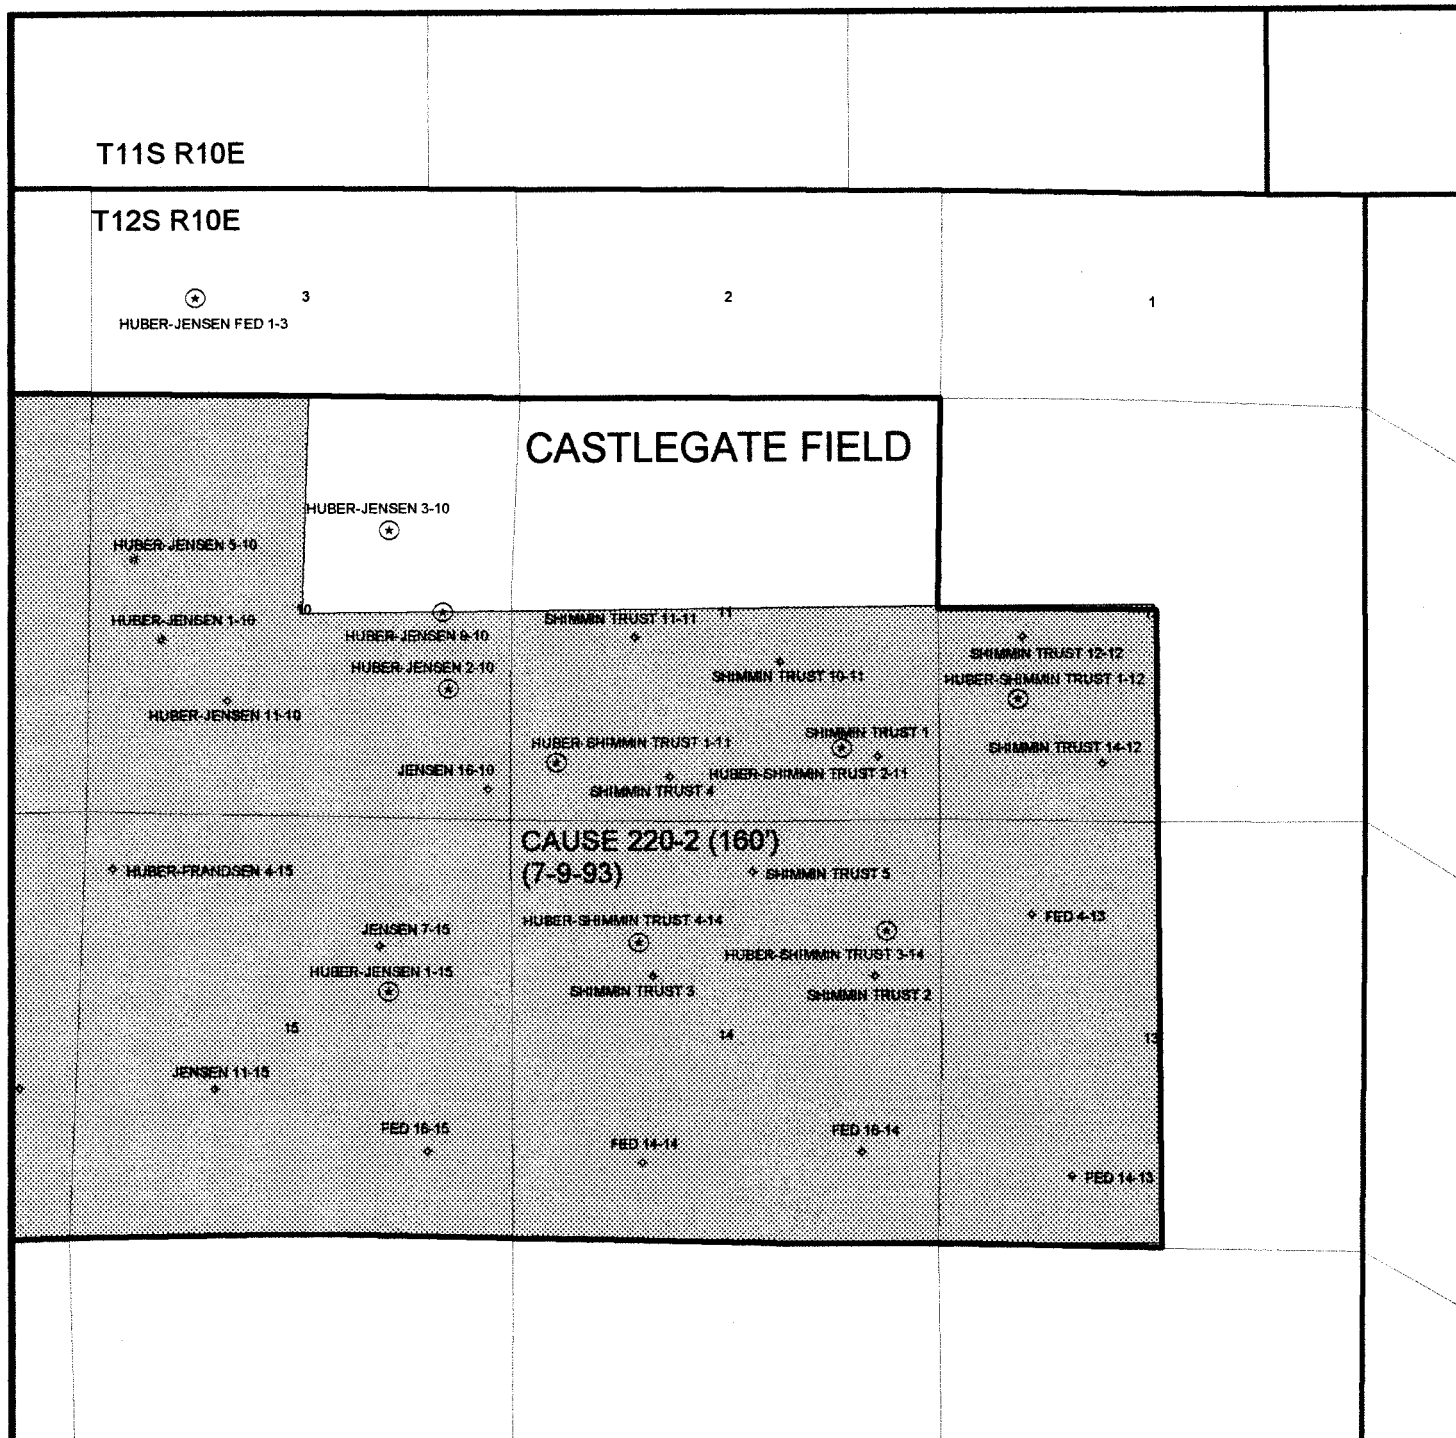 T11S R10E
T12S R10E
3
2
1
HUBER-JENSEN FED 1-3
CASTLEGATE FIELD
HUBER-JENSEN 3-10
HUBER-JENSEN 5-10
10
11
HUBER-JENSEN 1-10
SHIMMIN TRUST 11-11
HUBER-JENSEN 9-10
SHIMMIN TRUST 12-12
HUBER-JENSEN 2-10
SHIMMIN TRUST 10-11
HUBER-SHIMMIN TRUST 1-12
HUBER-JENSEN 11-10
SHIMMIN TRUST 1
HUBER-SHIMMIN TRUST 1-11
SHIMMIN TRUST 14-12
JENSEN 16-10
HUBER-SHIMMIN TRUST 2-11
SHIMMIN TRUST 4
CAUSE 220-2 (160')
(7-9-93)
HUBER-FRANDSEN 4-15
SHIMMIN TRUST 5
HUBER-SHIMMIN TRUST 4-14
FED 4-13
JENSEN 7-15
HUBER-SHIMMIN TRUST 3-14
HUBER-JENSEN 1-15
SHIMMIN TRUST 3
SHIMMIN TRUST 2
15
14
13
JENSEN 11-15
FED 16-15
FED 14-14
FED 16-14
FED 14-13